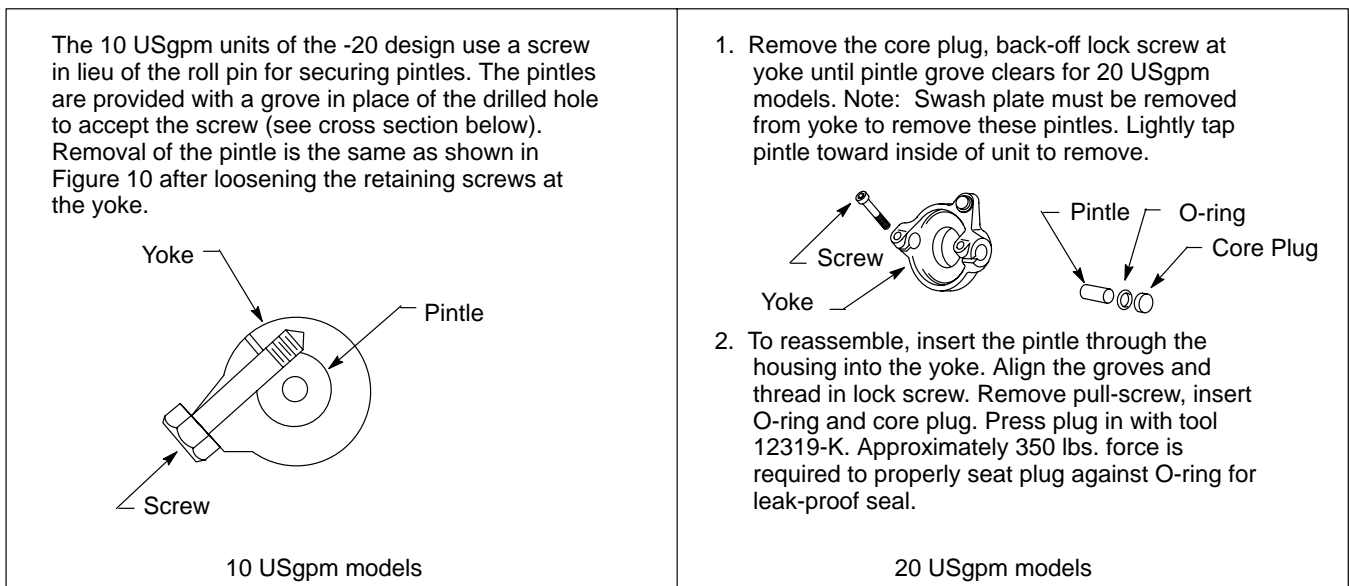 The 10 USgpm units of the -20 design use a screw
in lieu of the roll pin for securing pintles. The pintles
are provided with a grove in place of the drilled hole
to accept the screw (see cross section below).
Removal of the pintle is the same as shown in
Figure 10 after loosening the retaining screws at
the yoke.
Yoke
Pintle
Screw
10 USgpm models
1. Remove the core plug, back-off lock screw at
yoke until pintle grove clears for 20 USgpm
models. Note: Swash plate must be removed
from yoke to remove these pintles. Lightly tap
pintle toward inside of unit to remove.
Pintle
O-ring
Core Plug
Screw
Yoke
2. To reassemble, insert the pintle through the
housing into the yoke. Align the groves and
thread in lock screw. Remove pull-screw, insert
O-ring and core plug. Press plug in with tool
12319-K. Approximately 350 lbs. force is
required to properly seat plug against O-ring for
leak-proof seal.
20 USgpm models